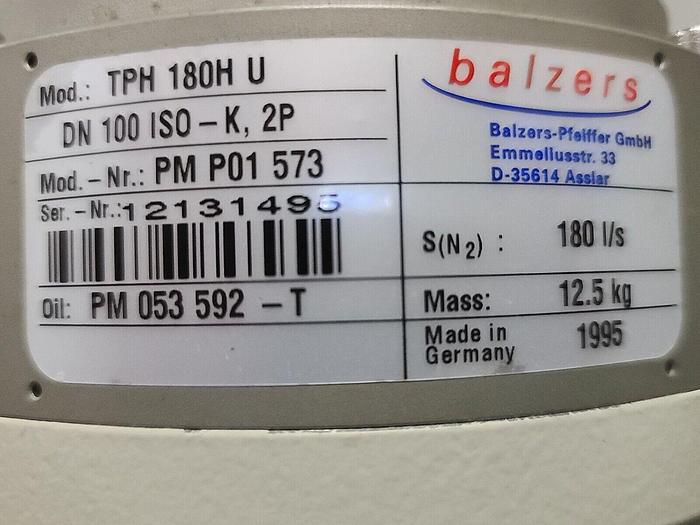 Mod.: TPH 180H U
DN 100 ISO – K, 2P
Mod. – Nr.: PM P01 573
Ser. – Nr.: 12131495
Oil: PM 053 592 – T
balzers
Balzers-Pfeiffer GmbH
Emmeliusstr. 33
D-35614 Asslar
S(N₂) : 180 l/s
Mass: 12.5 kg
Made in
Germany 1995